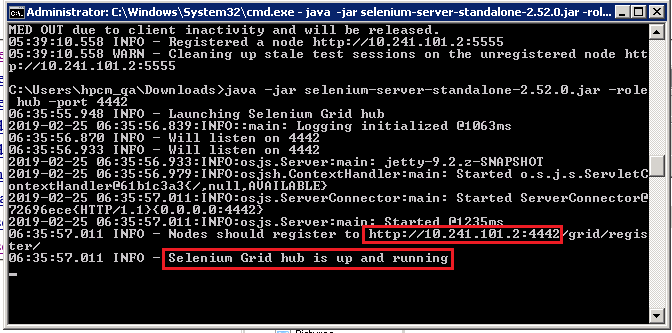 Administrator: C:\Windows\System32\cmd.exe - java -jar selenium-server-standalone-2.52.0.jar -rol...
MED OUT due to client inactivity and will be released.
05:39:10.558 INFO - Registered a node http://10.241.101.2:5555
05:39:10.558 WARN - Cleaning up stale test sessions on the unregistered node htt
p://10.241.101.2:5555
C:\Users\hpcm_qa\Downloads>java -jar selenium-server-standalone-2.52.0.jar -role
hub -port 4442
06:35:55.948 INFO - Launching Selenium Grid hub
2019-02-25 06:35:56.839:INFO::main: Logging initialized @1063ms
06:35:56.870 INFO - Will listen on 4442
06:35:56.933 INFO - Will listen on 4442
2019-02-25 06:35:56.933:INFO:osjs.Server:main: jetty-9.2.z-SNAPSHOT
2019-02-25 06:35:56.979:INFO:osjsh.ContextHandler:main: Started o.s.j.s.ServletC
ontextHandler@61b1c3a3{/,null,AVAILABLE}
2019-02-25 06:35:57.011:INFO:osjs.ServerConnector:main: Started ServerConnector@
72696ece{HTTP/1.1}{0.0.0.0:4442}
2019-02-25 06:35:57.011:INFO:osjs.Server:main: Started @1235ms
06:35:57.011 INFO - Nodes should register to http://10.241.101.2:4442/grid/regis
ter/
06:35:57.011 INFO - Selenium Grid hub is up and running